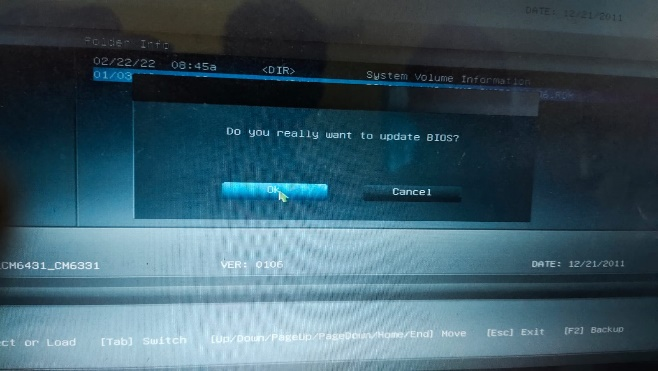 DATE: 12/21/2011
Folder Info
02/22/22 08:45a <DIR> System Volume Information
01/03
Do you really want to update BIOS?
OK Cancel
_CM6431_CM6331 VER: 0106 DATE: 12/21/2011
ct or Load [Tab] Switch [Up/Down/PageUp/PageDown/Home/End] Move [Esc] Exit [F2] Backup